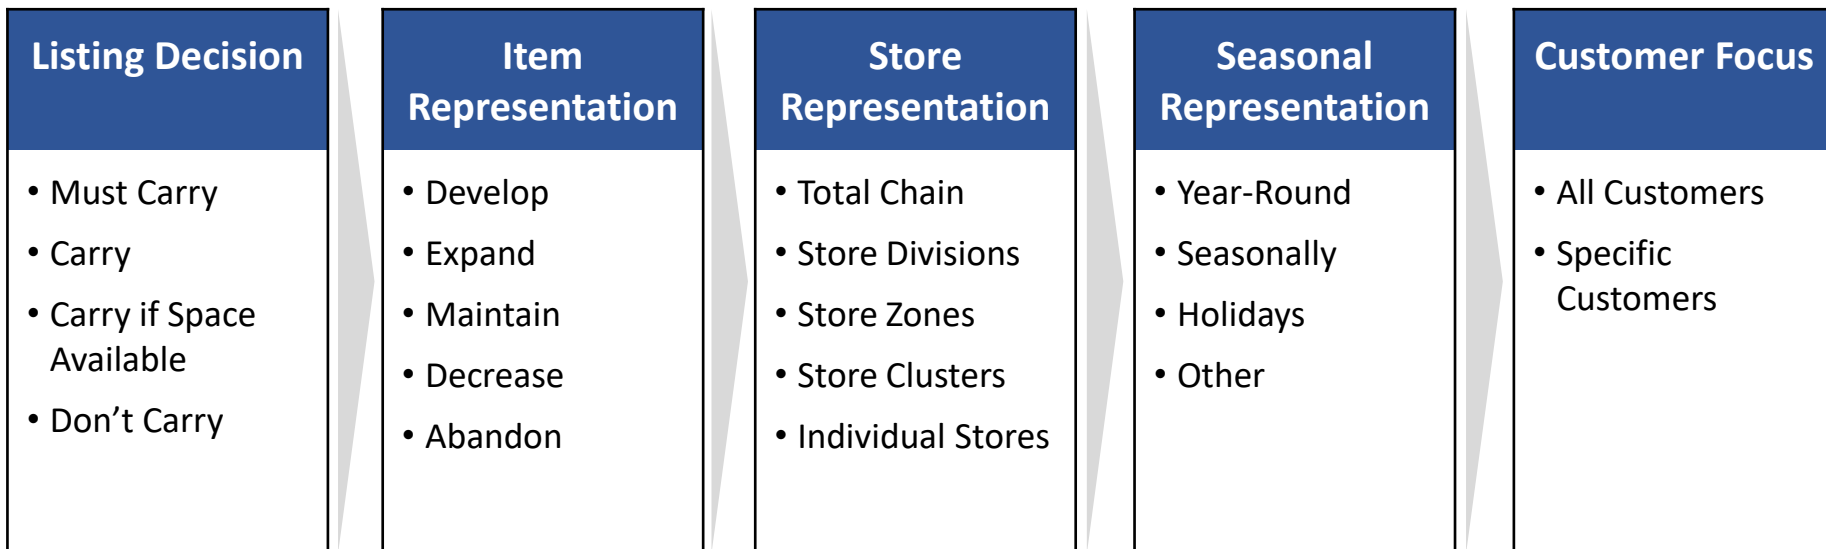 Listing Decision
• Must Carry
• Carry
• Carry if Space
Available
• Don’t Carry
Item
Representation
• Develop
• Expand
• Maintain
• Decrease
• Abandon
Store
Representation
• Total Chain
• Store Divisions
• Store Zones
• Store Clusters
• Individual Stores
Seasonal
Representation
• Year-Round
• Seasonally
• Holidays
• Other
Customer Focus
• All Customers
• Specific
Customers